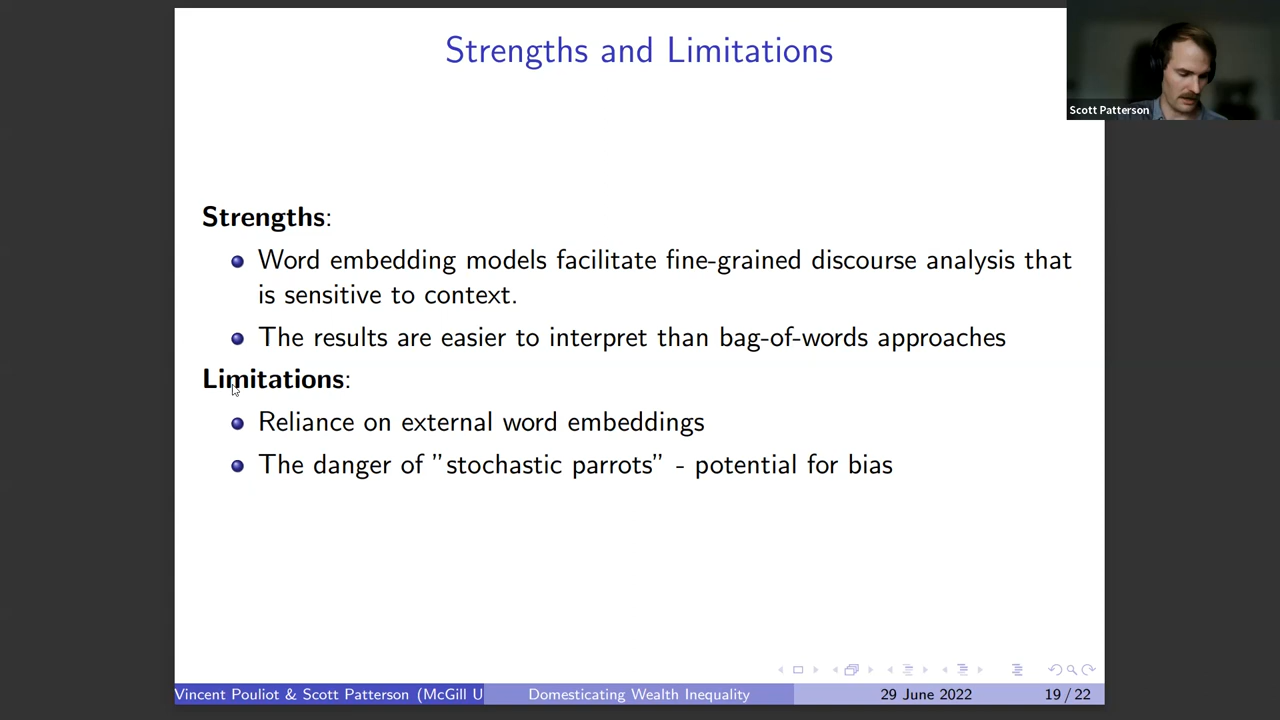 Strengths and Limitations
Scott Patterson
Strengths:
Word embedding models facilitate fine-grained discourse analysis that
is sensitive to context.
The results are easier to interpret than bag-of-words approaches
Limitations:
Reliance on external word embeddings
The danger of ”stochastic parrots” - potential for bias
Vincent Pouliot & Scott Patterson (McGill U
Domesticating Wealth Inequality
29 June 2022
19 / 22